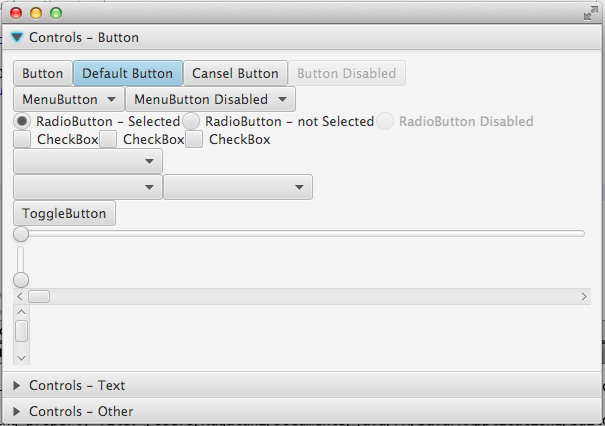 Controls – Button
Button Default Button Cansel Button Button Disabled
MenuButton MenuButton Disabled
RadioButton – Selected RadioButton – not Selected RadioButton Disabled
CheckBox CheckBox CheckBox
ToggleButton
Controls – Text
Controls – Other